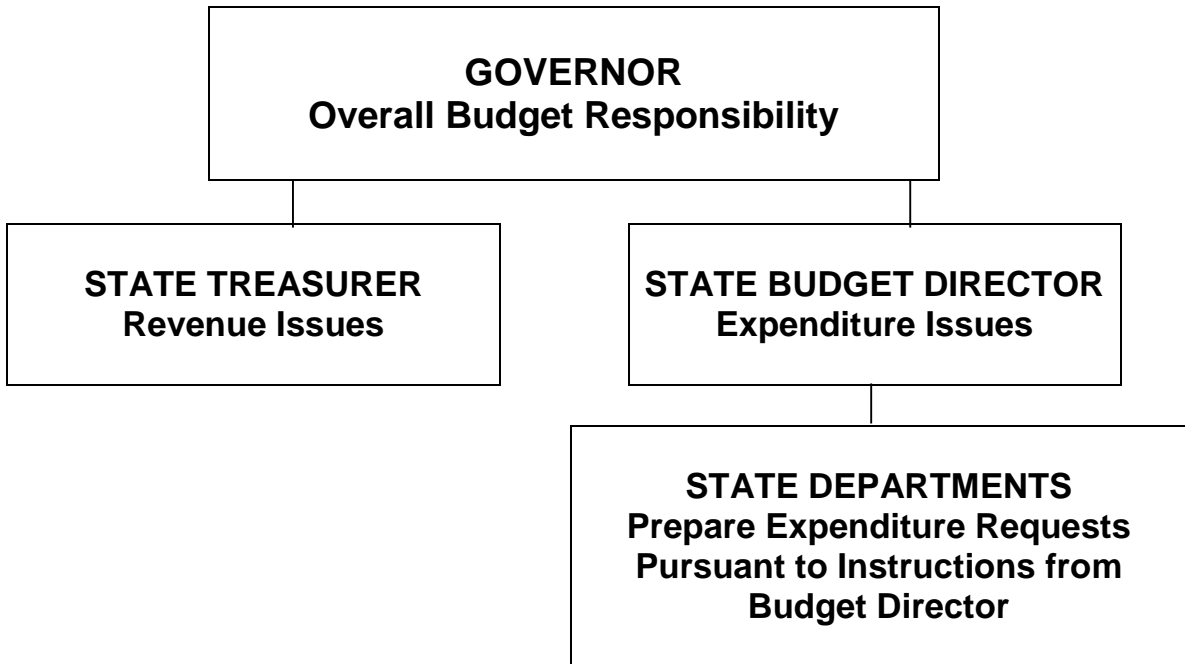 GOVERNOR
Overall Budget Responsibility
STATE TREASURER
Revenue Issues
STATE BUDGET DIRECTOR
Expenditure Issues
STATE DEPARTMENTS
Prepare Expenditure Requests
Pursuant to Instructions from
Budget Director